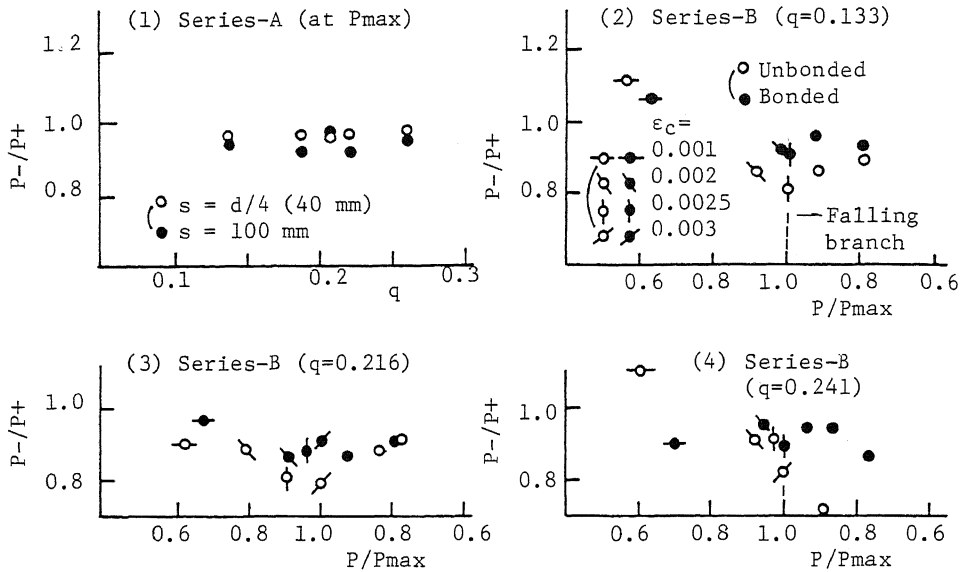 (1) Series-A (at Pmax)
1.2
1.0
0.8
P-/P+
s = d/4 (40 mm)
s = 100 mm
0.1
0.2
0.3
q
(2) Series-B (q=0.133)
1.2
1.0
0.8
P-/P+
Unbonded
Bonded
εc=
0.001
0.002
0.0025
0.003
Falling
branch
0.6 0.8 1.0 0.8 0.6
P/Pmax
(3) Series-B (q=0.216)
1.0
0.8
P-/P+
0.6 0.8 1.0 0.8 0.6
P/Pmax
(4) Series-B
(q=0.241)
1.0
0.8
P-/P+
0.6 0.8 1.0 0.8 0.6
P/Pmax